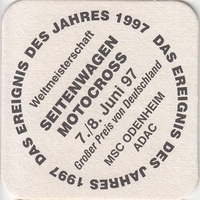 DAS EREIGNIS DES JAHRES 1997
DAS EREIGNIS DES JAHRES 1997
Weltmeisterschaft
SEITENWAGEN
MOTOCROSS
7./8. Juni 97
Großer Preis von Deutschland
MSC ODENHEIM
ADAC